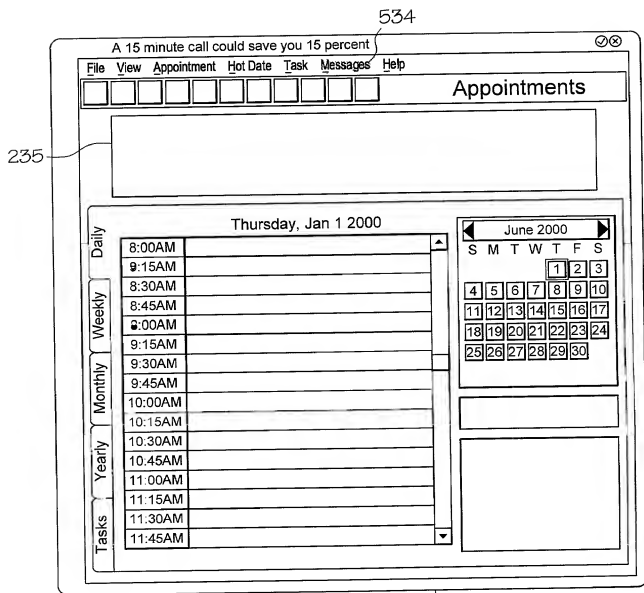 534
A 15 minute call could save you 15 percent
File View Appointment Hot Date Task Messages Help
Appointments
235
Daily
Weekly
Monthly
Yearly
Tasks
Thursday, Jan 1 2000
8:00AM
9:15AM
8:30AM
8:45AM
9:00AM
9:15AM
9:30AM
9:45AM
10:00AM
10:15AM
10:30AM
10:45AM
11:00AM
11:15AM
11:30AM
11:45AM
June 2000
S M T W T F S
1 2 3
4 5 6 7 8 9 10
11 12 13 14 15 16 17
18 19 20 21 22 23 24
25 26 27 28 29 30